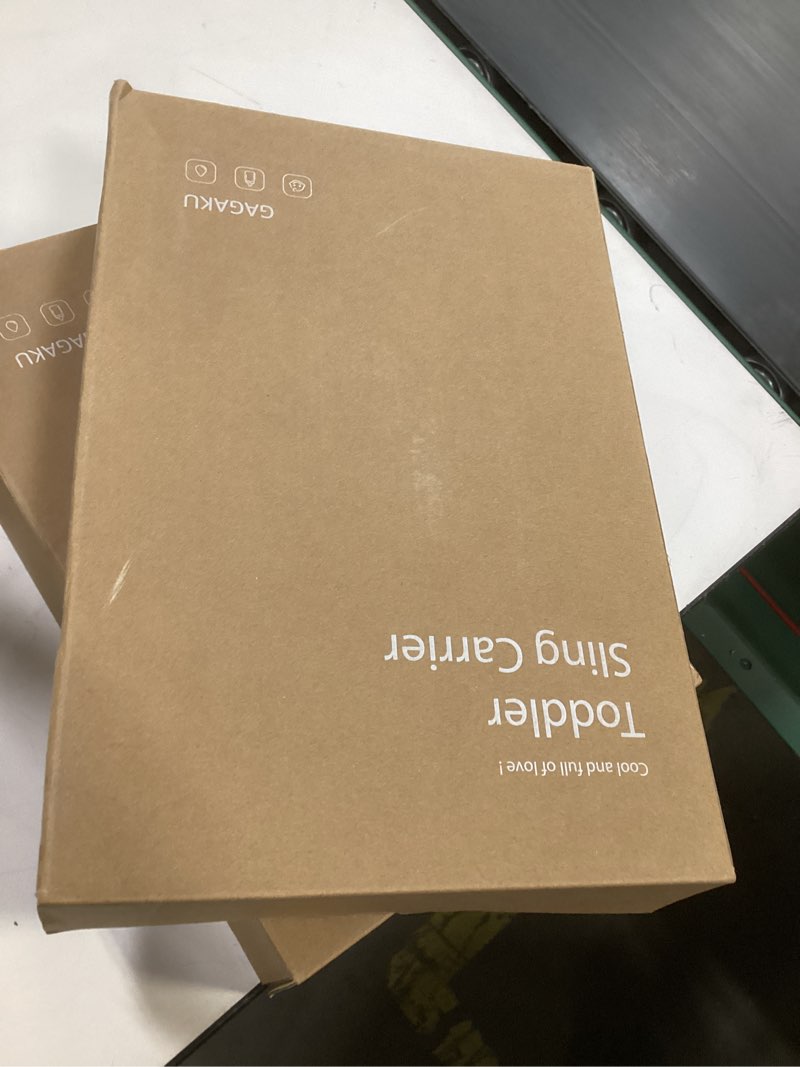 Cool and full of love!
Toddler
Sling Carrier
GAGAKU
GAGAKU